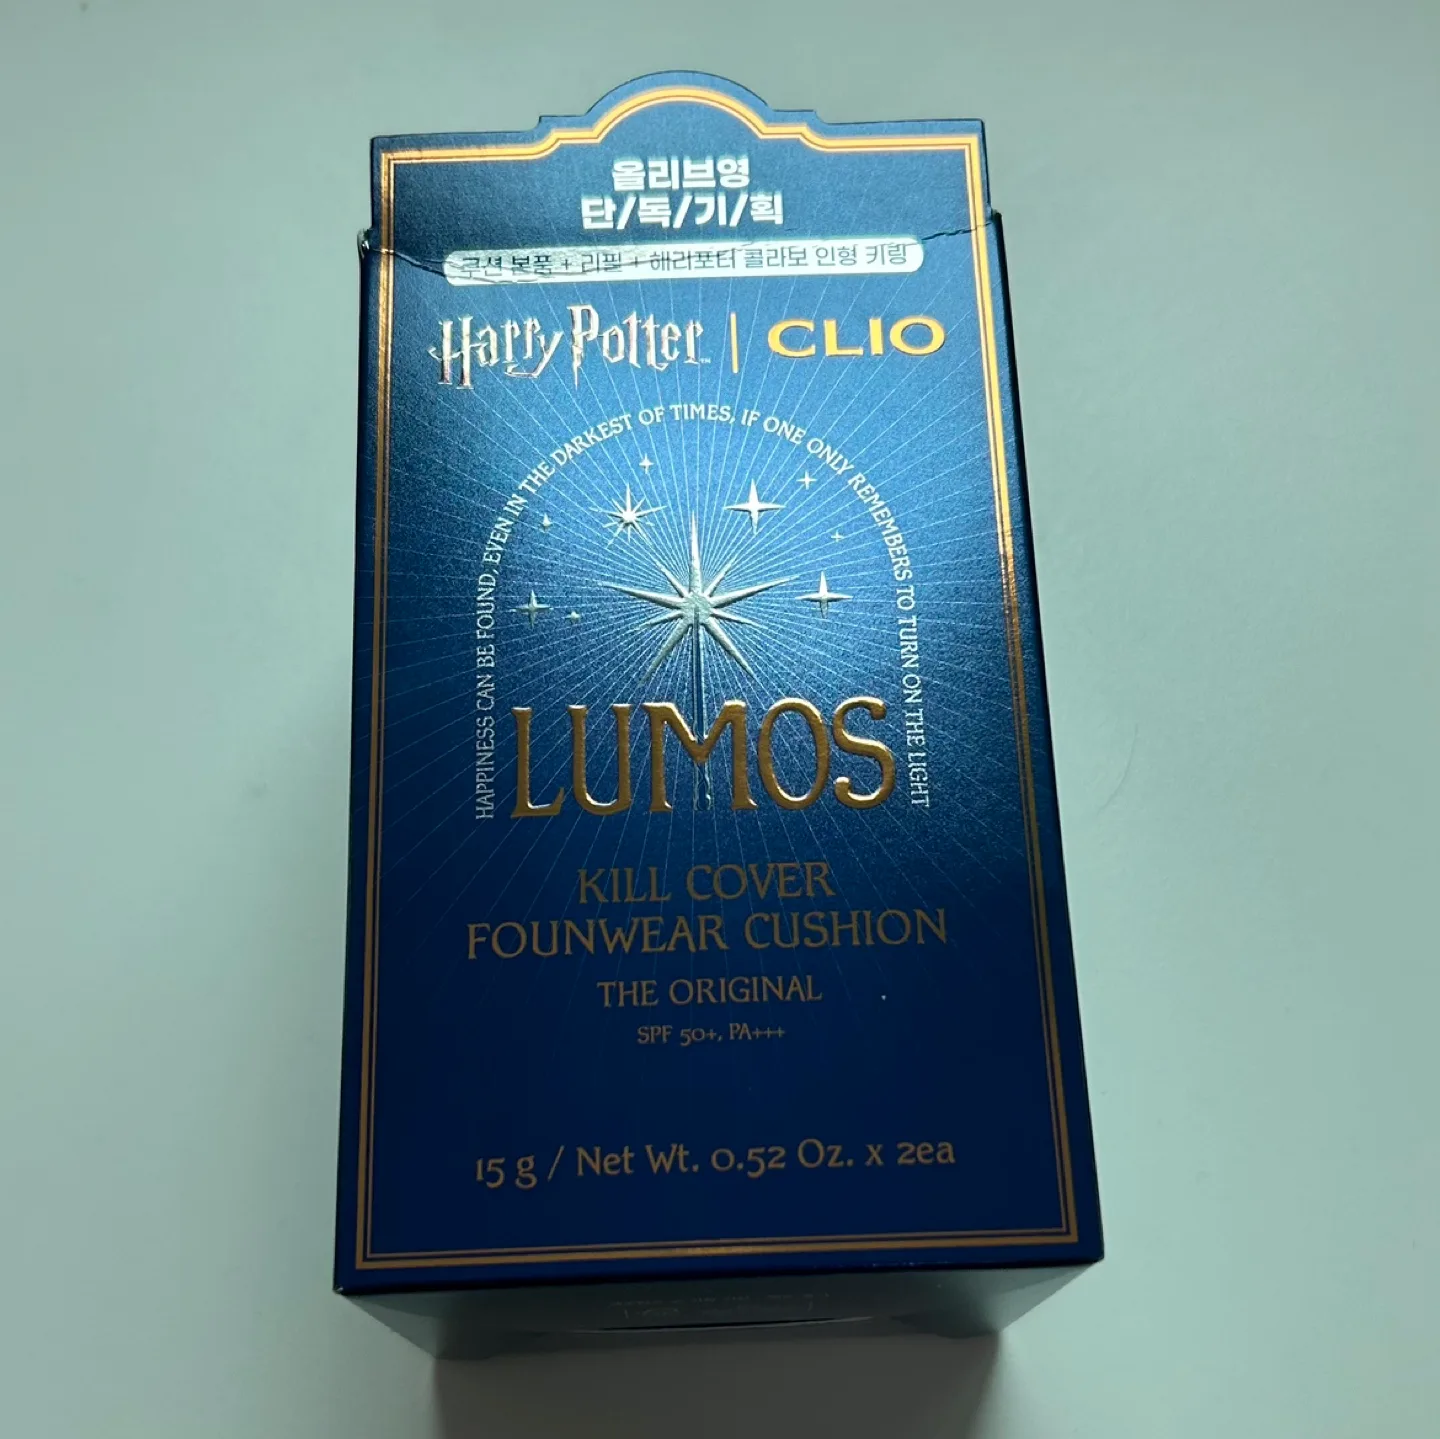 올리브영
단/독/기/획
쿠션 본품 + 리필 + 해리포터 콜라보 인형 키링
Harry Potter™ | CLIO
HAPPINESS CAN BE FOUND, EVEN IN THE DARKEST OF TIMES, IF ONE ONLY REMEMBERS TO TURN ON THE LIGHT
LUMOS
KILL COVER
FOUNWEAR CUSHION
THE ORIGINAL
SPF 50+, PA+++
15 g / Net Wt. 0.52 Oz. x 2ea